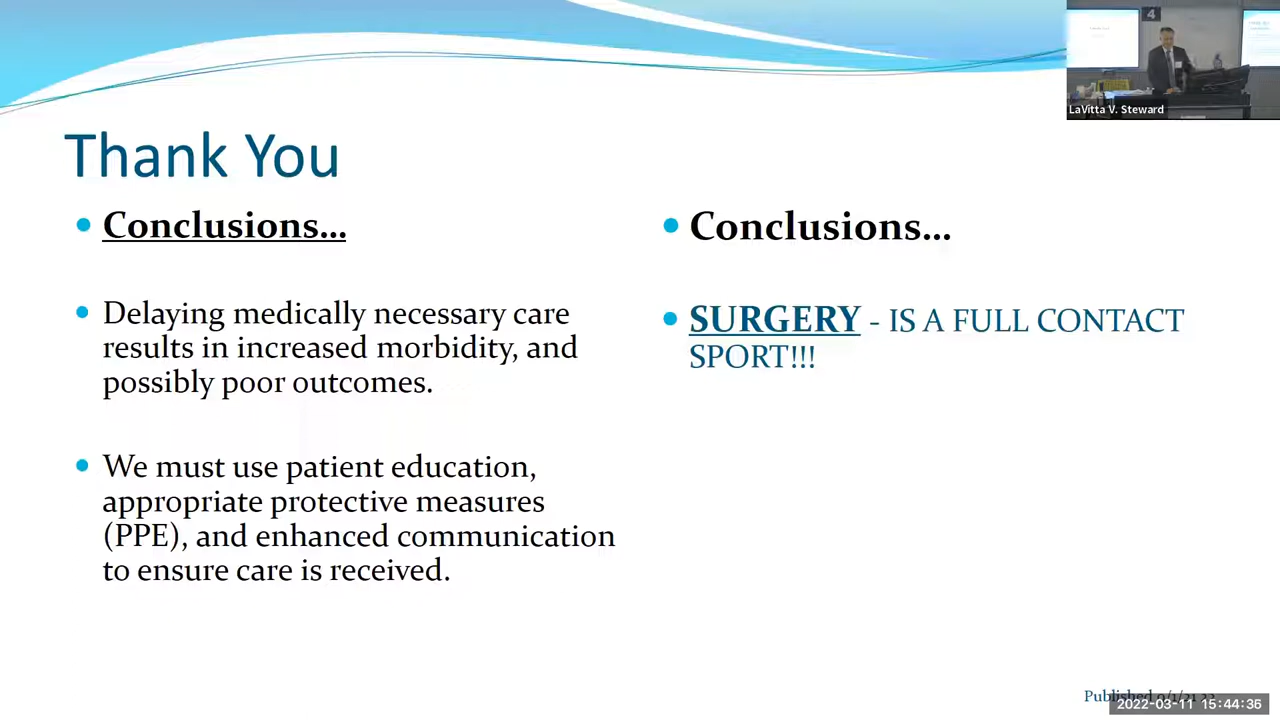 4
LaVitta V. Steward
Thank You
Conclusions...
Delaying medically necessary care
results in increased morbidity, and
possibly poor outcomes.
We must use patient education,
appropriate protective measures
(PPE), and enhanced communication
to ensure care is received.
Conclusions...
SURGERY - IS A FULL CONTACT
SPORT!!!
Published
2022-03-11 15:44:36